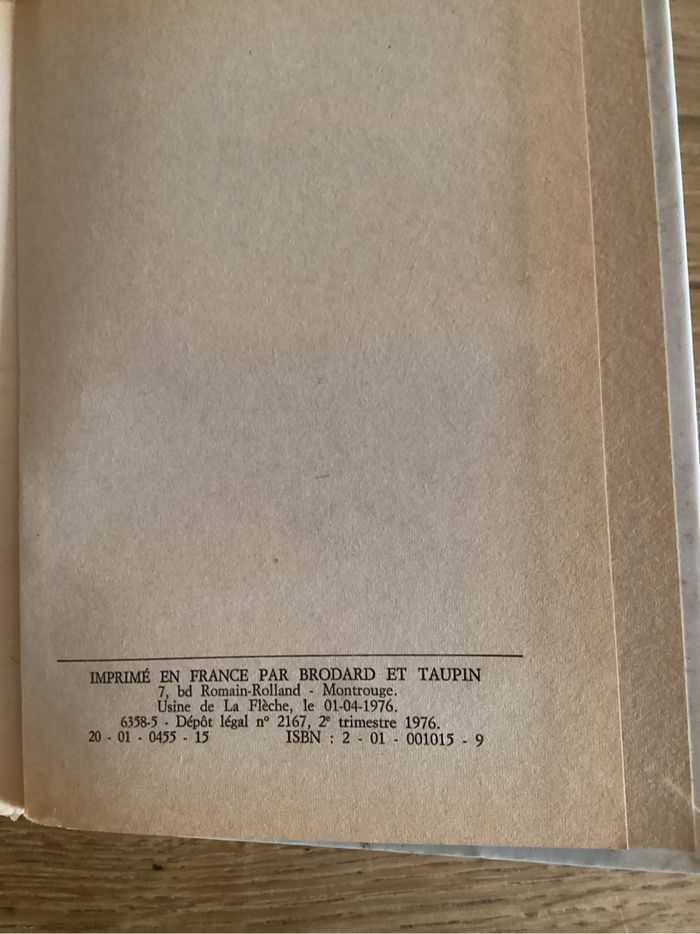 IMPRIMÉ EN FRANCE PAR BRODARD ET TAUPIN
7, bd Romain-Rolland - Montrouge.
Usine de La Flèche, le 01-04-1976.
6358-5 - Dépôt légal nº 2167, 2ᵉ trimestre 1976.
20 - 01 - 0455 - 15 ISBN : 2 - 01 - 001015 - 9